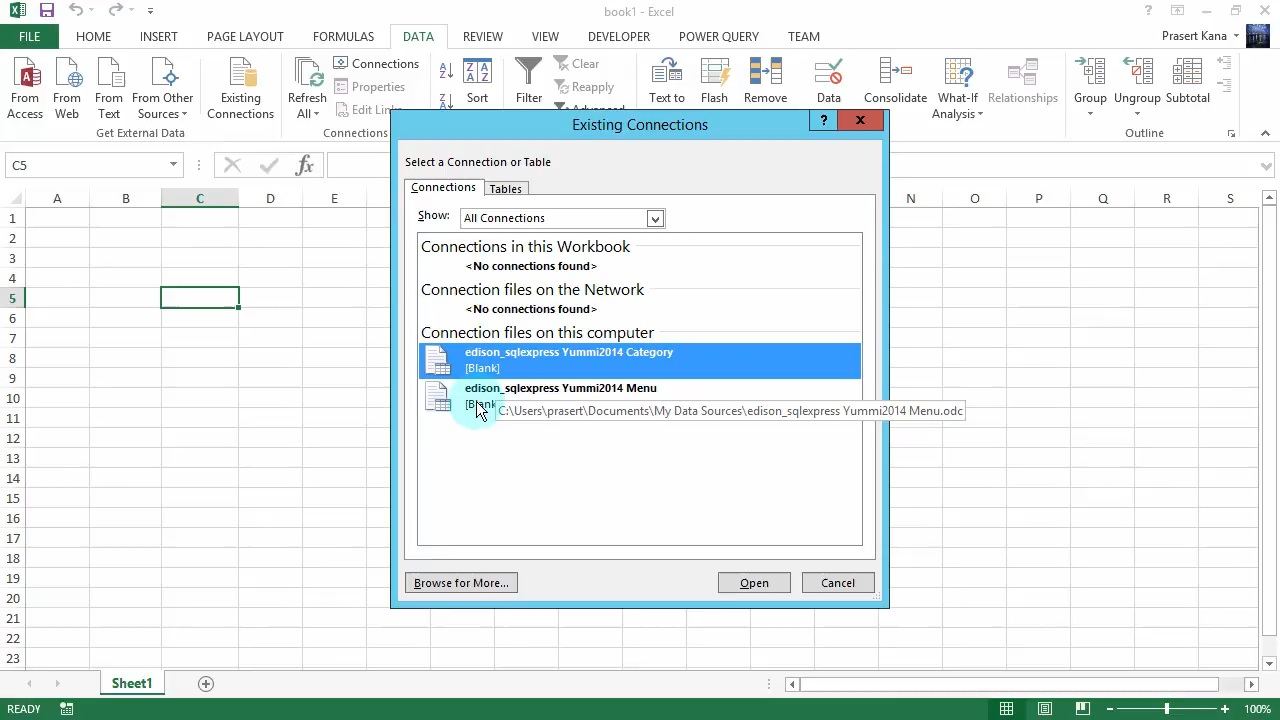 book1 - Excel
FILE HOME INSERT PAGE LAYOUT FORMULAS DATA REVIEW VIEW DEVELOPER POWER QUERY TEAM Prasert Kana
From Access
From Web
From Text
From Other Sources
Existing Connections
Get External Data
Refresh All
Connections
Properties
Edit Links
Connections
Sort
Filter
Clear
Reapply
Advanced
Text to
Flash
Remove
Data
Consolidate
What-If Analysis
Relationships
Group
Ungroup
Subtotal
Outline
C5
A B C D E N O P Q R S
Existing Connections
Select a Connection or Table
Connections Tables
Show: All Connections
Connections in this Workbook
<No connections found>
Connection files on the Network
<No connections found>
Connection files on this computer
edison_sqlexpress Yummi2014 Category
[Blank]
edison_sqlexpress Yummi2014 Menu
[Blank
C:\Users\prasert\Documents\My Data Sources\edison_sqlexpress Yummi2014 Menu.odc
Browse for More... Open Cancel
1
2
3
4
5
6
7
8
9
10
11
12
13
14
15
16
17
18
19
20
21
22
23
Sheet1
READY 100%